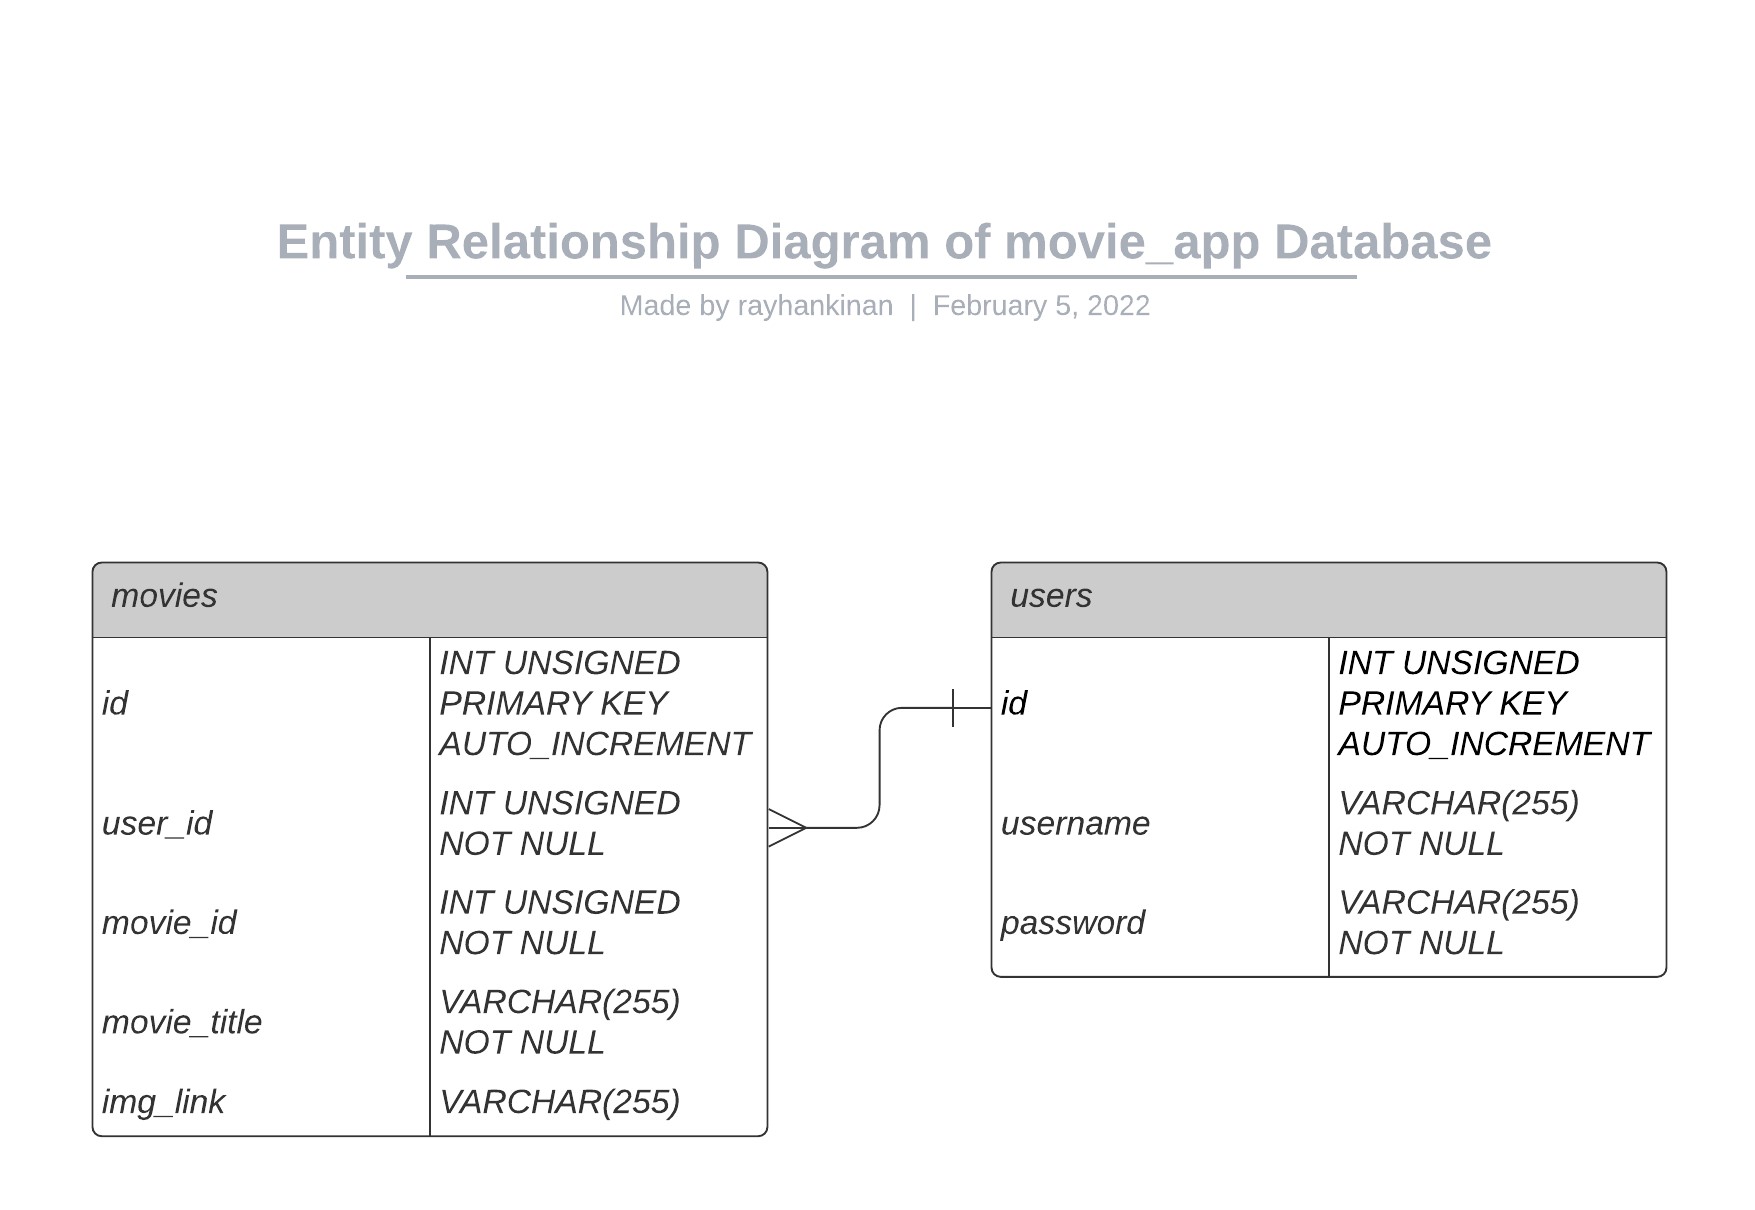 Entity Relationship Diagram of movie_app Database
Made by rayhankinan | February 5, 2022
movies
id
INT UNSIGNED
PRIMARY KEY
AUTO_INCREMENT
user_id
INT UNSIGNED
NOT NULL
movie_id
INT UNSIGNED
NOT NULL
movie_title
VARCHAR(255)
NOT NULL
img_link
VARCHAR(255)
users
id
INT UNSIGNED
PRIMARY KEY
AUTO_INCREMENT
username
VARCHAR(255)
NOT NULL
password
VARCHAR(255)
NOT NULL